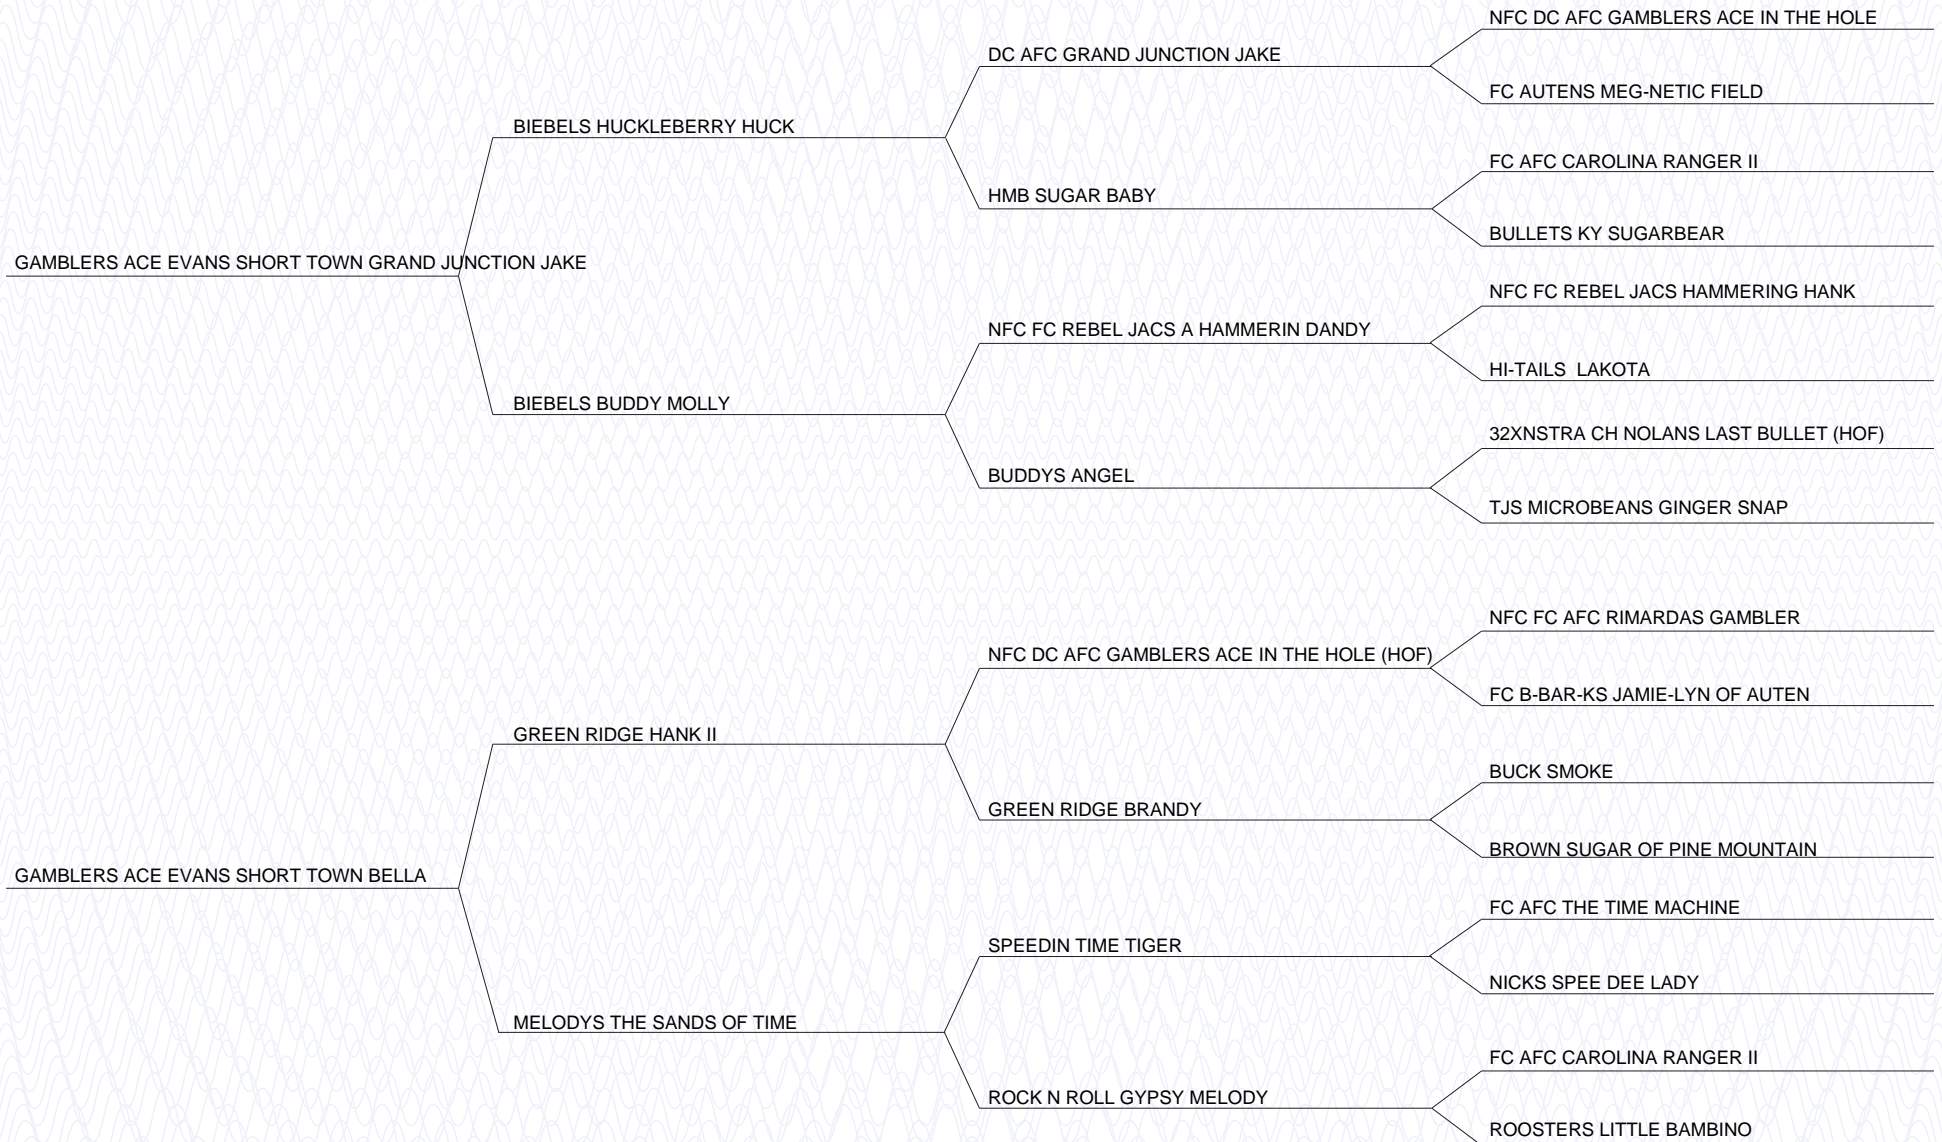 NFC DC AFC GAMBLERS ACE IN THE HOLE
DC AFC GRAND JUNCTION JAKE
FC AUTENS MEG-NETIC FIELD
BIEBELS HUCKLEBERRY HUCK
FC AFC CAROLINA RANGER II
HMB SUGAR BABY
BULLETS KY SUGARBEAR
GAMBLERS ACE EVANS SHORT TOWN GRAND JUNCTION JAKE
NFC FC REBEL JACS HAMMERING HANK
NFC FC REBEL JACS A HAMMERIN DANDY
HI-TAILS  LAKOTA
BIEBELS BUDDY MOLLY
32XNSTRA CH NOLANS LAST BULLET (HOF)
BUDDYS ANGEL
TJS MICROBEANS GINGER SNAP
NFC FC AFC RIMARDAS GAMBLER
NFC DC AFC GAMBLERS ACE IN THE HOLE (HOF)
FC B-BAR-KS JAMIE-LYN OF AUTEN
GREEN RIDGE HANK II
BUCK SMOKE
GREEN RIDGE BRANDY
BROWN SUGAR OF PINE MOUNTAIN
GAMBLERS ACE EVANS SHORT TOWN BELLA
FC AFC THE TIME MACHINE
SPEEDIN TIME TIGER
NICKS SPEE DEE LADY
MELODYS THE SANDS OF TIME
FC AFC CAROLINA RANGER II
ROCK N ROLL GYPSY MELODY
ROOSTERS LITTLE BAMBINO